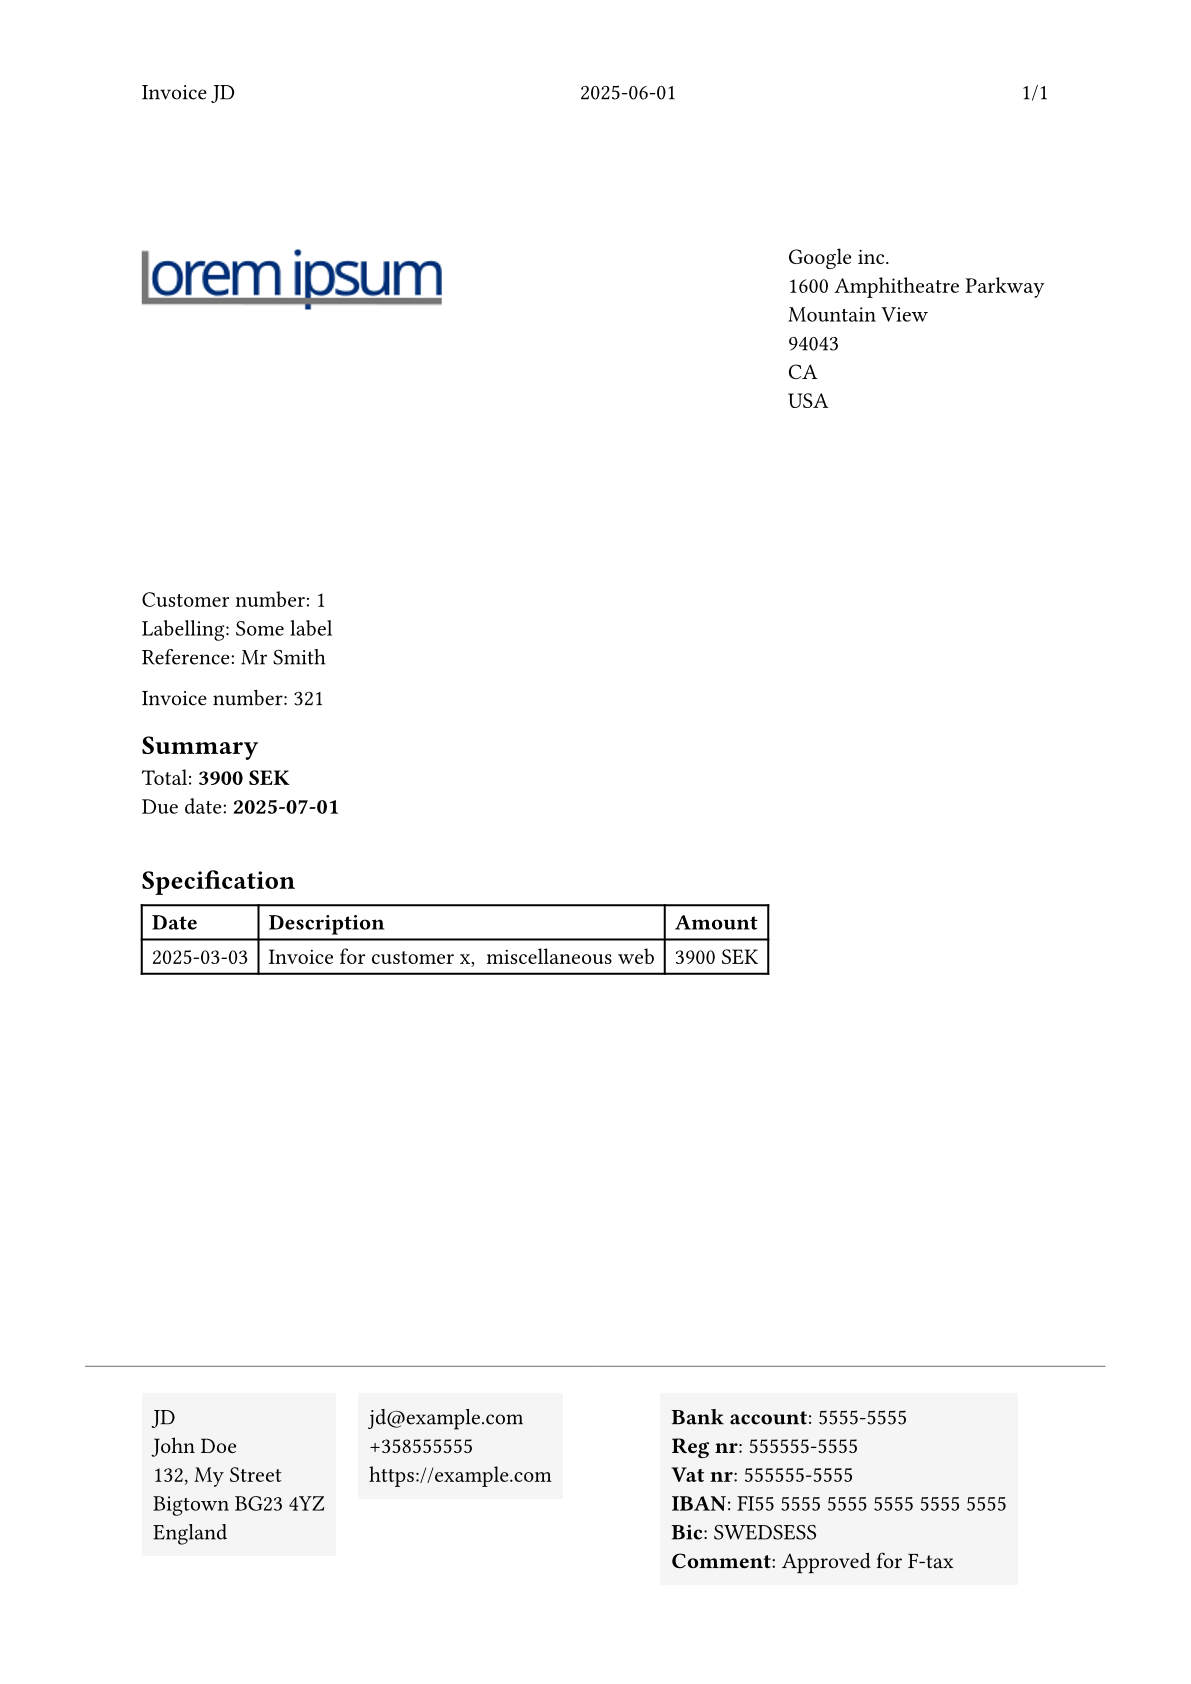 Invoice JD 2025-06-01 1/1
lorem ipsum
Google inc.
1600 Amphitheatre Parkway
Mountain View
94043
CA
USA
Customer number: 1
Labelling: Some label
Reference: Mr Smith
Invoice number: 321
Summary
Total: 3900 SEK
Due date: 2025-07-01
Specification
Date Description Amount
2025-03-03 Invoice for customer x,  miscellaneous web 3900 SEK
JD
John Doe
132, My Street
Bigtown BG23 4YZ
England
jd@example.com
+358555555
https://example.com
Bank account: 5555-5555
Reg nr: 555555-5555
Vat nr: 555555-5555
IBAN: FI55 5555 5555 5555 5555 5555
Bic: SWEDSESS
Comment: Approved for F-tax